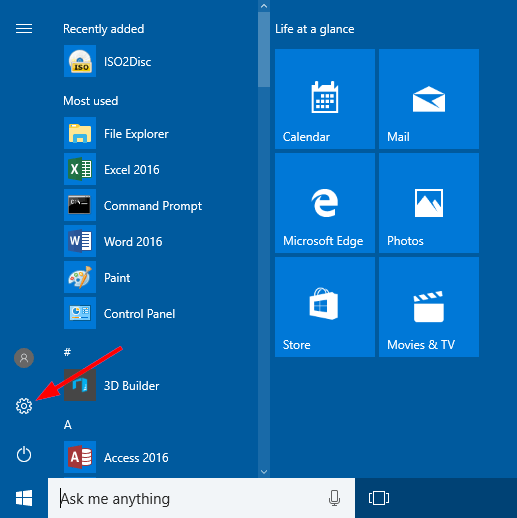 Recently added
ISO2Disc
Most used
File Explorer
Excel 2016
Command Prompt
Word 2016
Paint
Control Panel
#
3D Builder
A
Access 2016
Life at a glance
Calendar
Mail
Microsoft Edge
Photos
Store
Movies & TV
Ask me anything